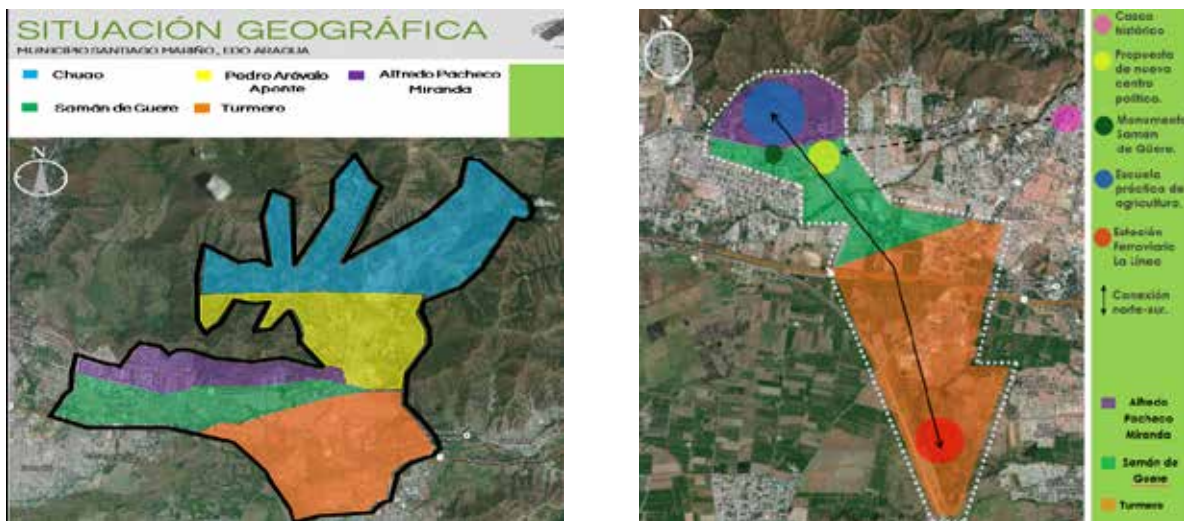 SITUACIÓN GEOGRÁFICA
MUNICIPIO SANTIAGO MARIÑO, EDO ARAGUA
Chuao
Pedro Arévalo
Aponte
Alfredo Pacheco
Miranda
Samán de Guere
Turmero
N
N
Casco
histórico
Propuesta
de nuevo
centro
político.
Monumento
Samán
de Güere.
Escuela
práctica de
agricultura.
Estación
Ferroviaria
La Línea
Conexión
norte-sur.
Alfredo
Pacheco
Miranda
Samán de
Guere
Turmero